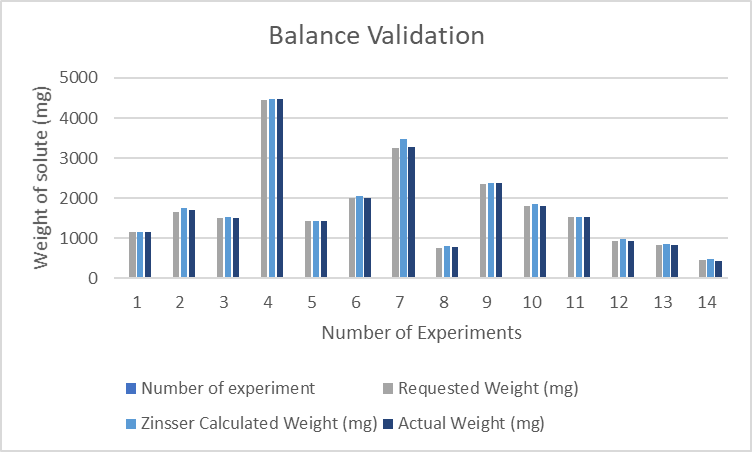 Balance Validation
Weight of solute (mg)
5000
4000
3000
2000
1000
0
1 2 3 4 5 6 7 8 9 10 11 12 13 14
Number of Experiments
Number of experiment Requested Weight (mg)
Zinsser Calculated Weight (mg) Actual Weight (mg)